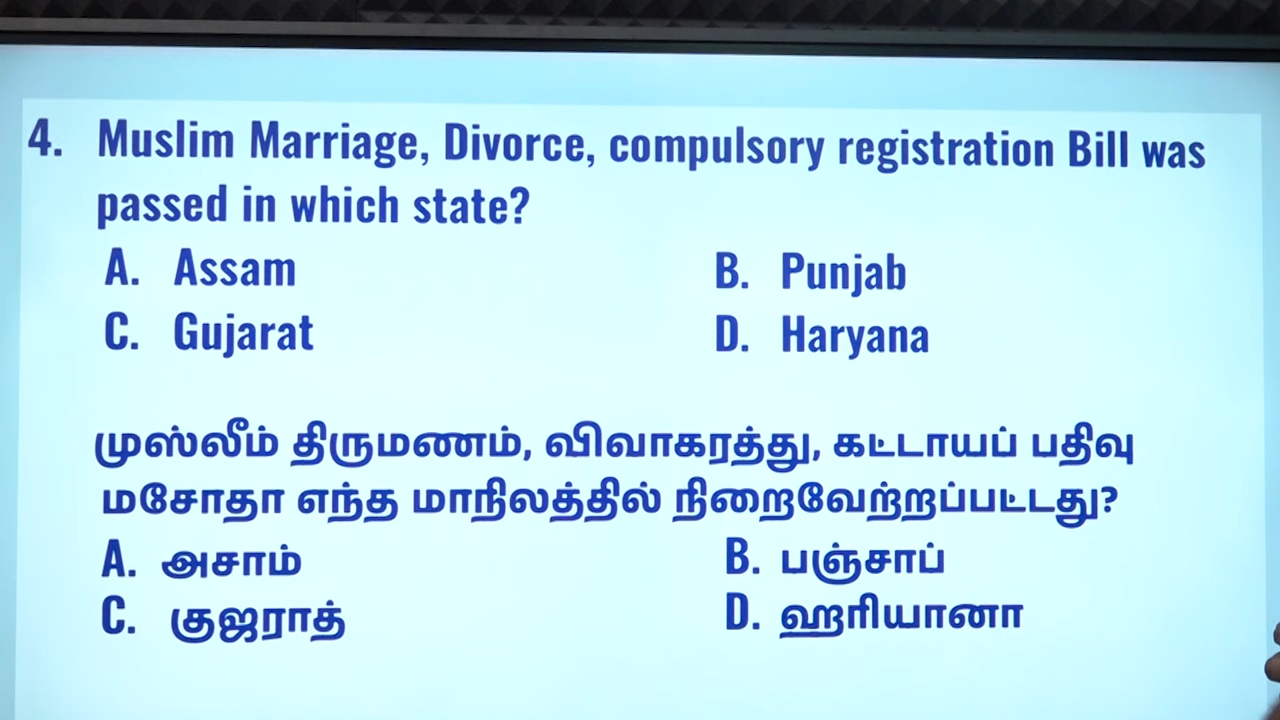 4. Muslim Marriage, Divorce, compulsory registration Bill was
passed in which state?
A. Assam B. Punjab
C. Gujarat D. Haryana
முஸ்லீம் திருமணம், விவாகரத்து, கட்டாயப் பதிவு
மசோதா எந்த மாநிலத்தில் நிறைவேற்றப்பட்டது?
A. அசாம் B. பஞ்சாப்
C. குஜராத் D. ஹரியானா